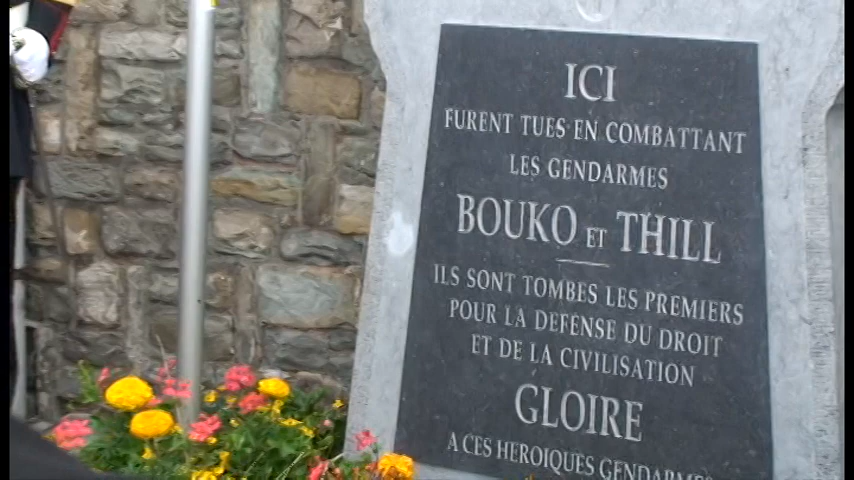 ICI
FURENT TUES EN COMBATTANT
LES GENDARMES
BOUKO ET THILL
ILS SONT TOMBES LES PREMIERS
POUR LA DEFENSE DU DROIT
ET DE LA CIVILISATION
GLOIRE
A CES HEROIQUES GENDARMES